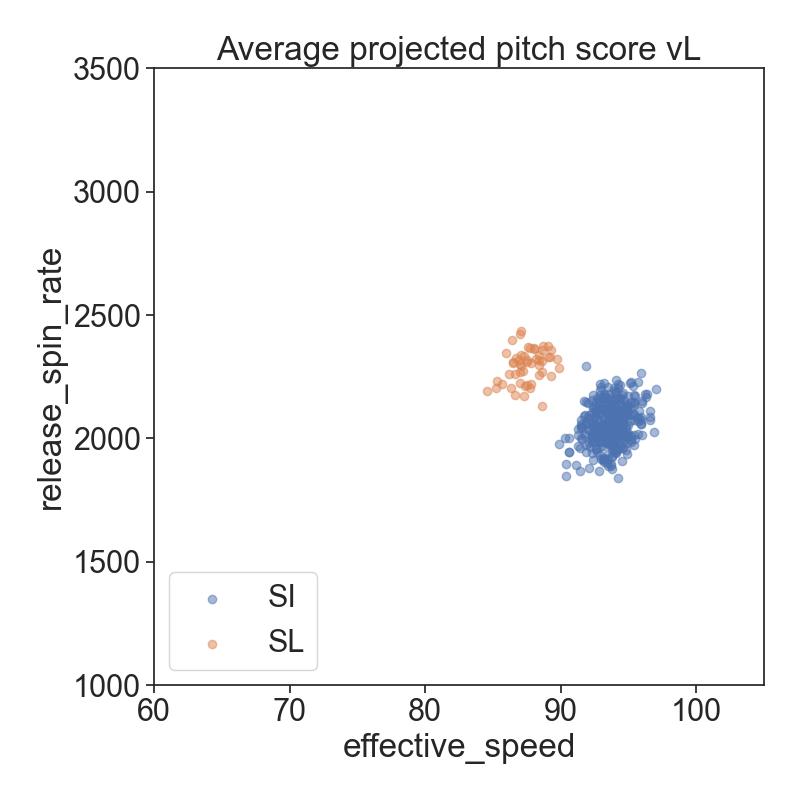 Average projected pitch score vL
3500
3000
2500
2000
1500
1000
release_spin_rate
SI
SL
60
70
80
90
100
effective_speed